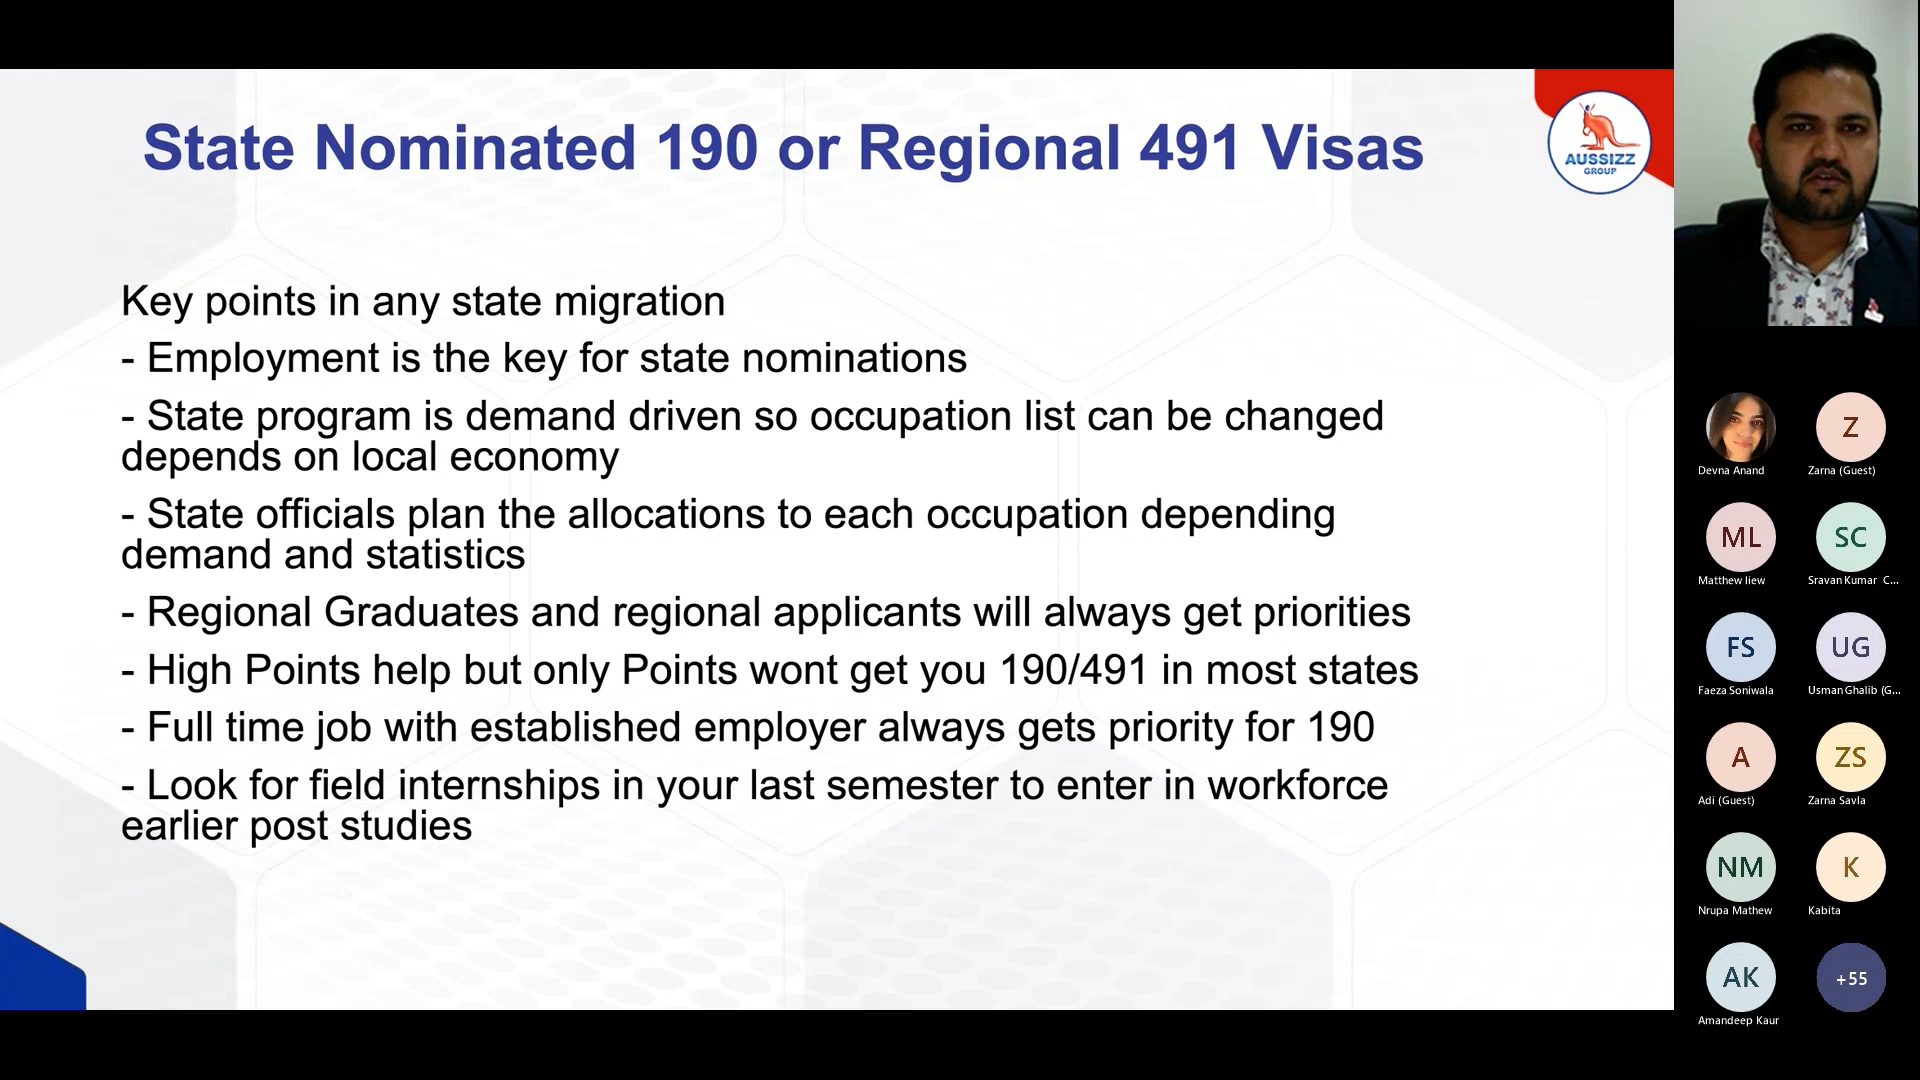 State Nominated 190 or Regional 491 Visas
AUSSIZZ
GROUP
Key points in any state migration
- Employment is the key for state nominations
- State program is demand driven so occupation list can be changed
depends on local economy
- State officials plan the allocations to each occupation depending
demand and statistics
- Regional Graduates and regional applicants will always get priorities
- High Points help but only Points wont get you 190/491 in most states
- Full time job with established employer always gets priority for 190
- Look for field internships in your last semester to enter in workforce
earlier post studies
Devna Anand
Z
Zarna (Guest)
ML
Matthew liew
SC
Sravan Kumar C...
FS
Faeza Soniwala
UG
Usman Ghalib (G...
A
Adi (Guest)
ZS
Zarna Savla
NM
Nrupa Mathew
K
Kabita
AK
Amandeep Kaur
+55